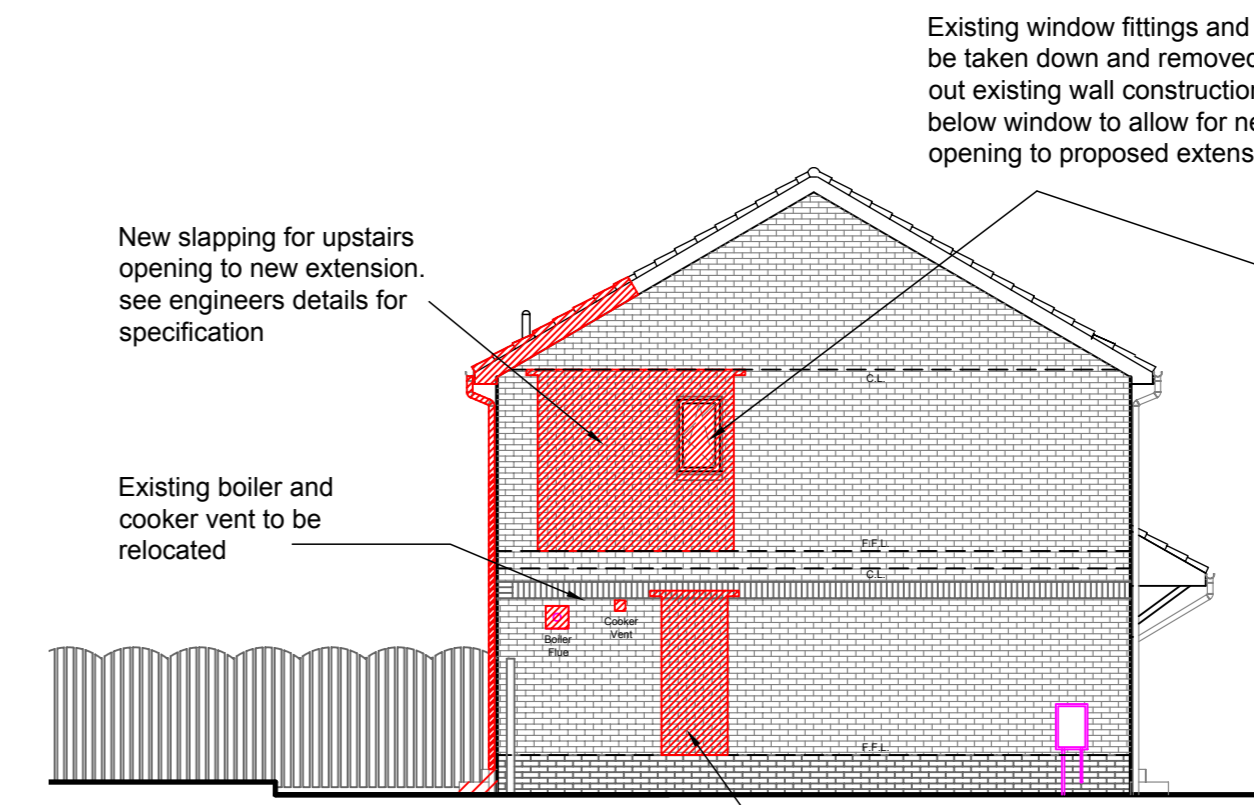 Existing window fittings and
be taken down and removed
out existing wall construction
below window to allow for ne
opening to proposed extens
New slapping for upstairs
opening to new extension.
see engineers details for
specification
C.L.
Existing boiler and
cooker vent to be
relocated
F.F.L.
C.L.
Boiler
Flue
Cooker
Vent
F.F.L.